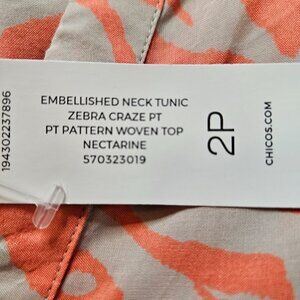 194302237896
EMBELLISHED NECK TUNIC
ZEBRA CRAZE PT
PT PATTERN WOVEN TOP
NECTARINE
570323019
2P
CHICOS.COM